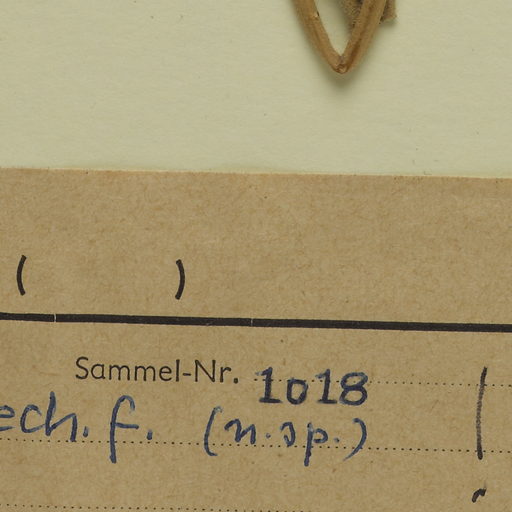 ( )
Sammel-Nr. 1018
ech. f. (n. sp.)